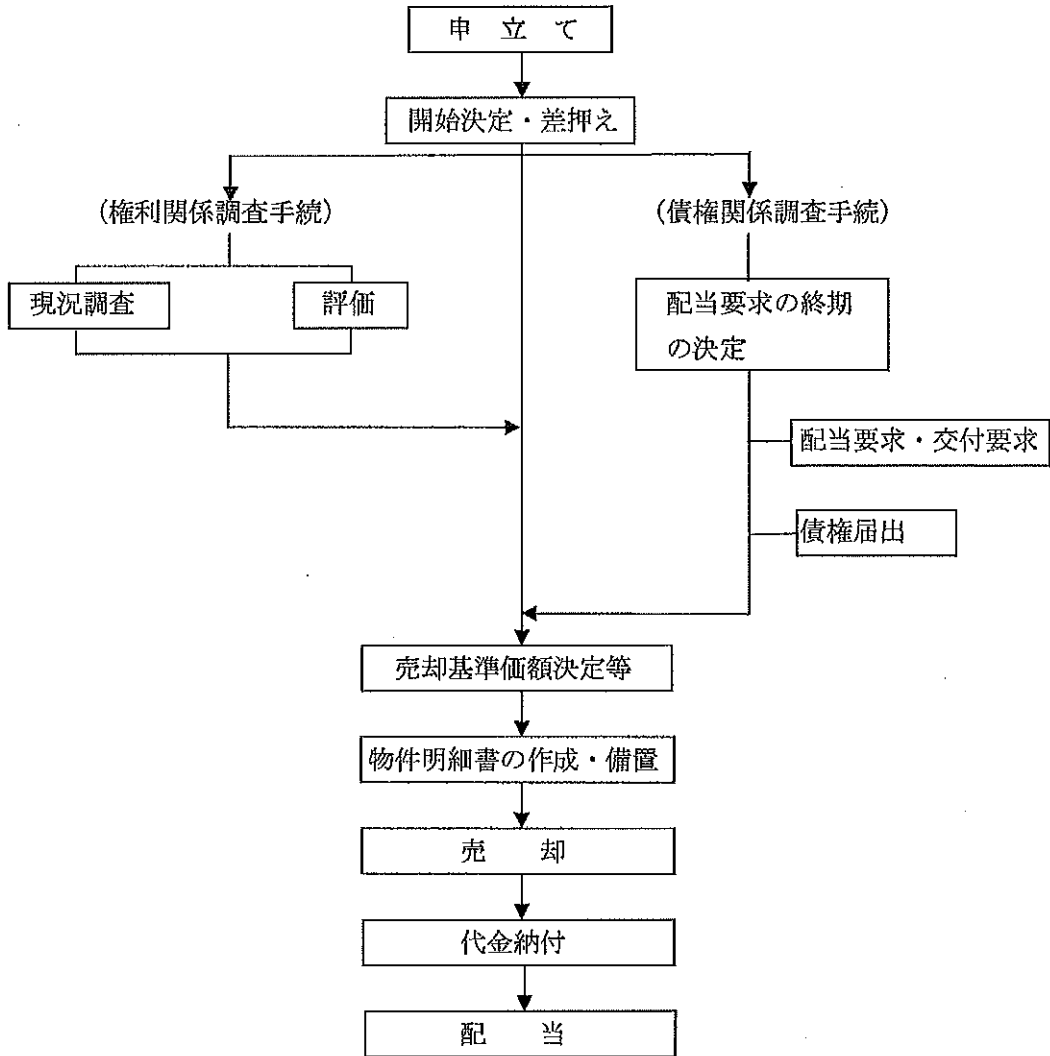 申 立 て
開始決定・差押え
(権利関係調査手続)
(債権関係調査手続)
現況調査
評価
配当要求の終期
の決定
配当要求・交付要求
債権届出
売却基準価額決定等
物件明細書の作成・備置
売 却
代金納付
配 当